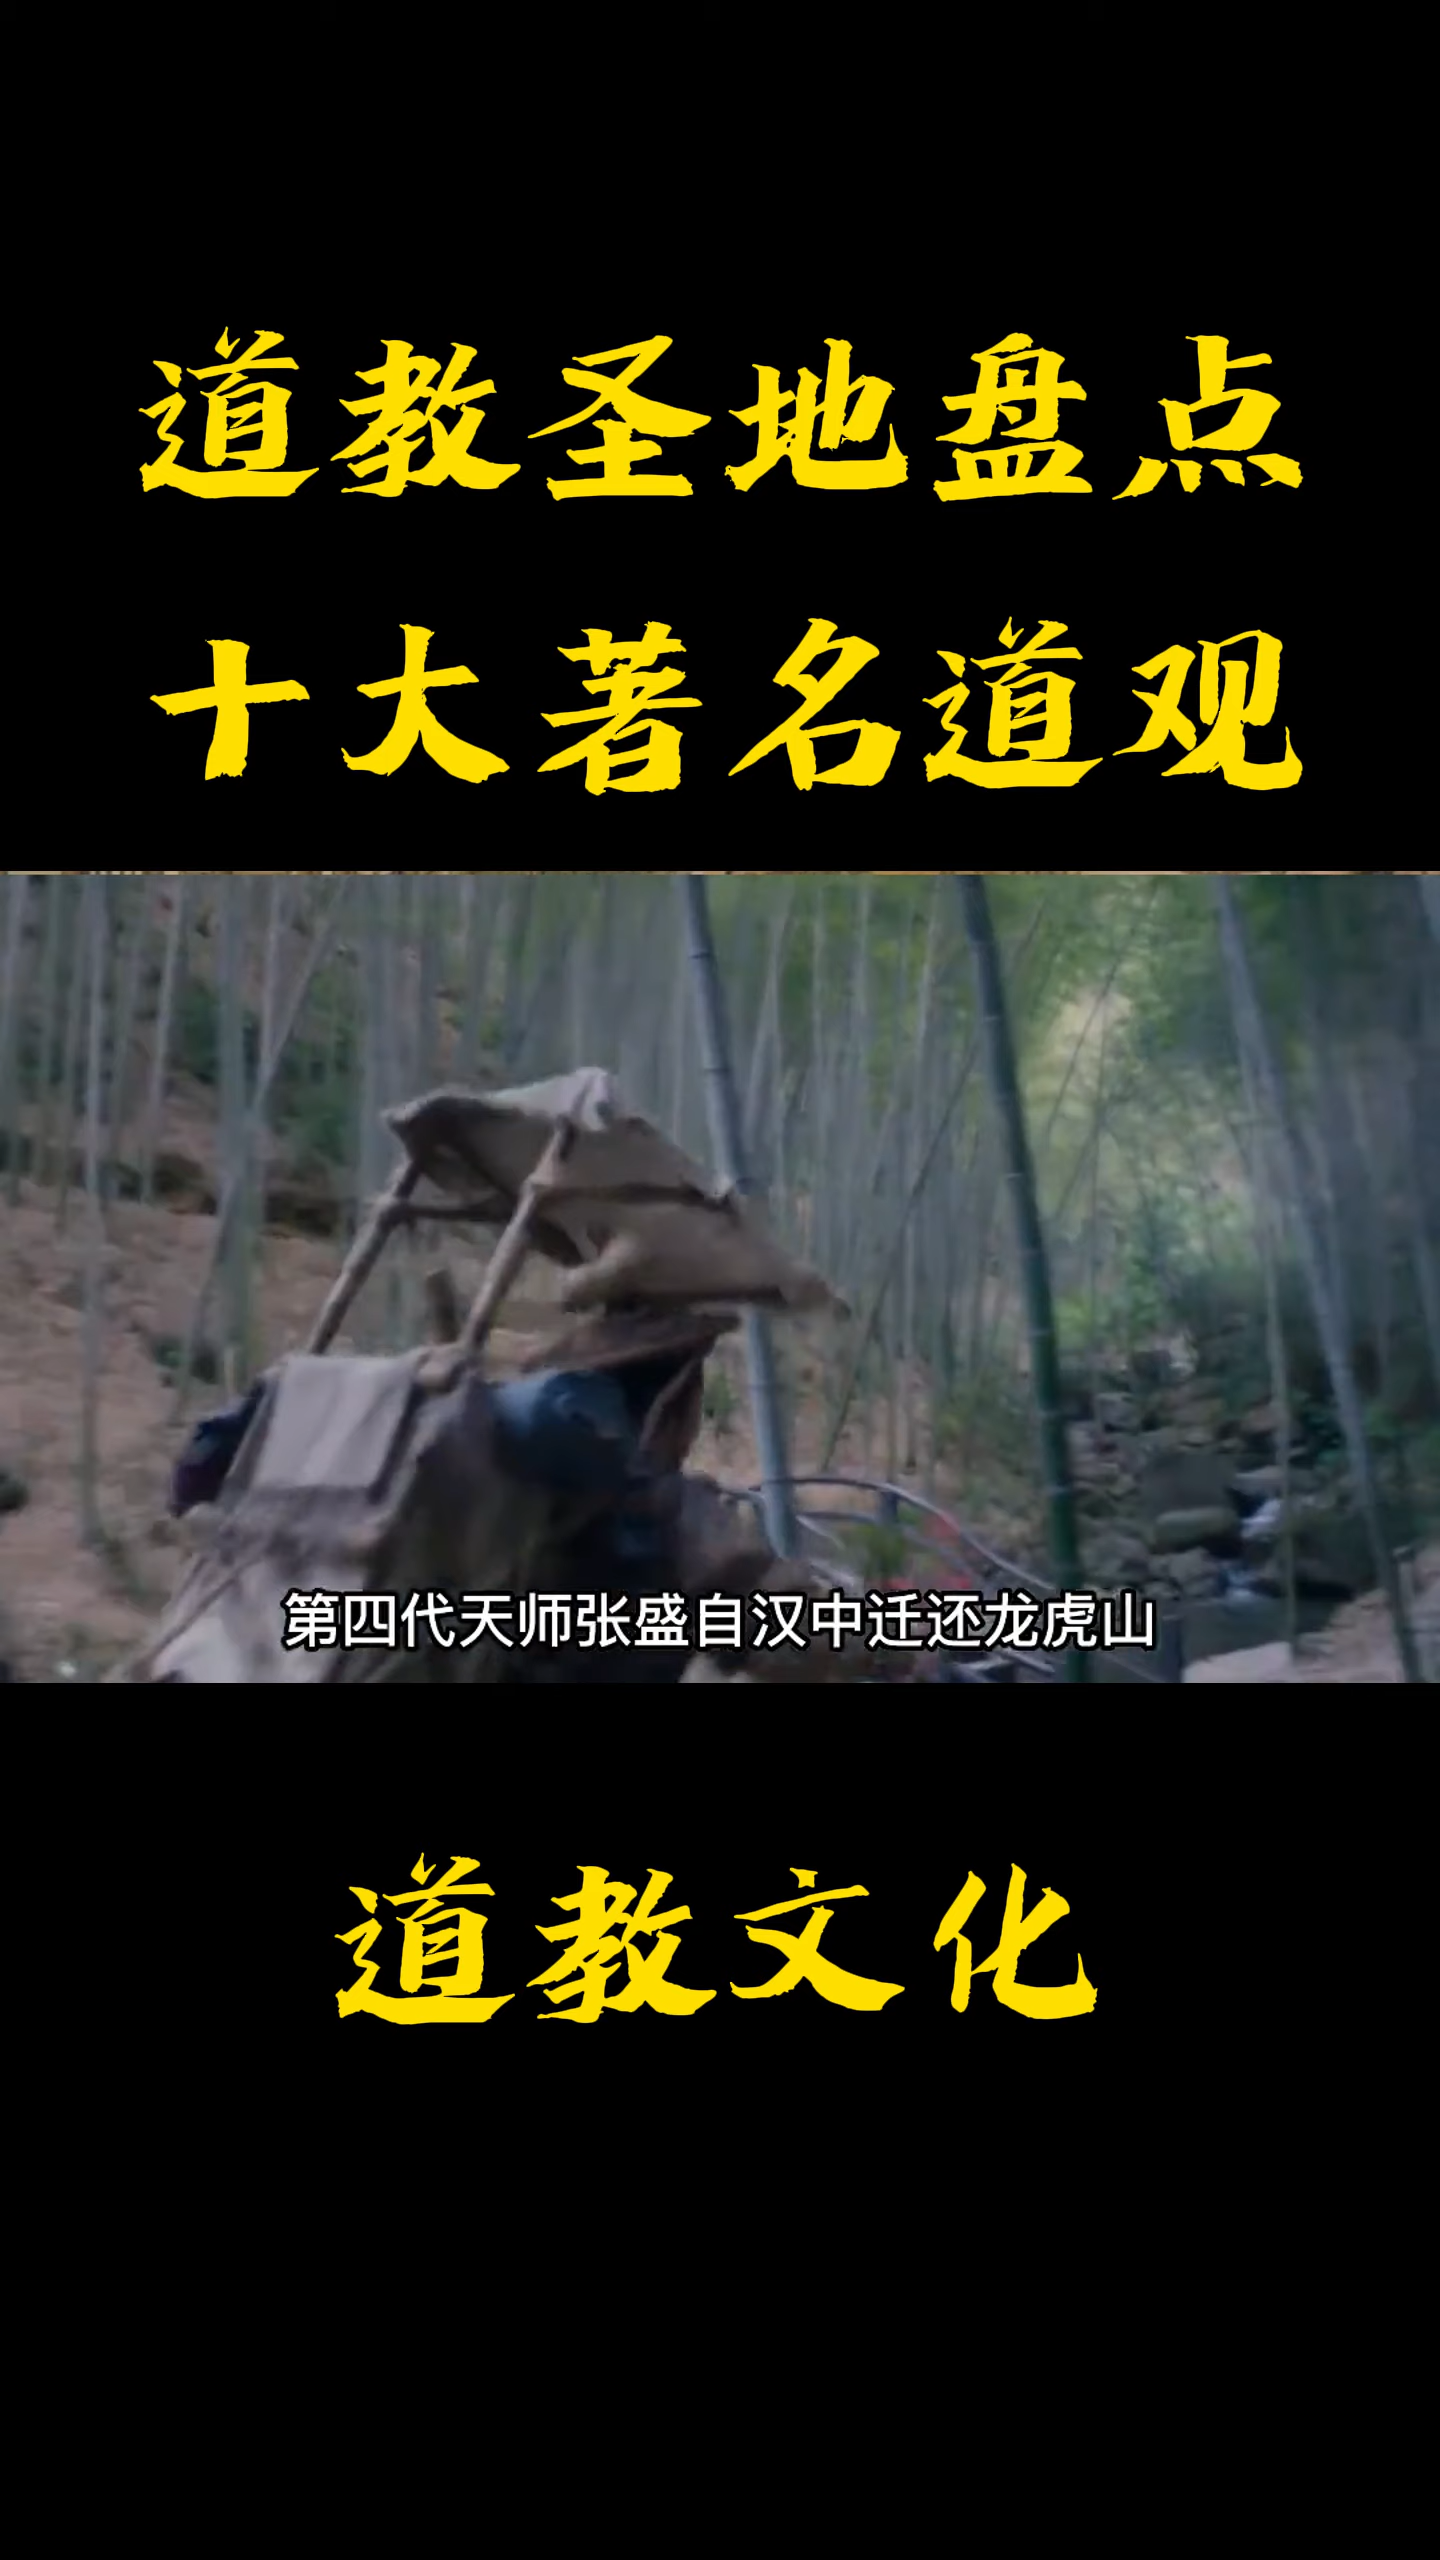 道教圣地盘点
十大著名道观
第四代天师张盛自汉中迁还龙虎山
道教文化